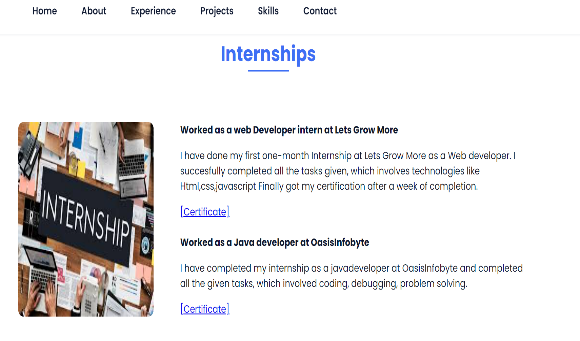 Home About Experience Projects Skills Contact
Internships
INTERNSHIP
Worked as a web Developer intern at Lets Grow More
I have done my first one-month Internship at Lets Grow More as a Web developer. I
succesfully completed all the tasks given, which involves technologies like
Html,css,javascript Finally got my certification after a week of completion.
[Certificate]
Worked as a Java developer at OasisInfobyte
I have completed my internship as a javadeveloper at OasisInfobyte and completed
all the given tasks, which involved coding, debugging, problem solving.
[Certificate]